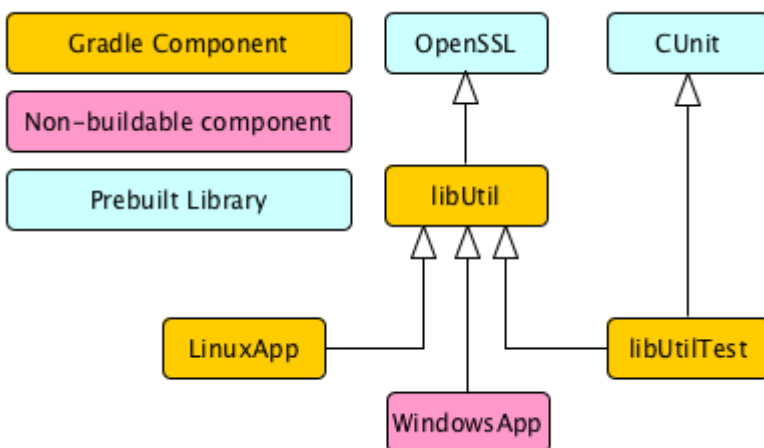 Gradle Component
OpenSSL
CUnit
Non-buildable component
Prebuilt Library
libUtil
LinuxApp
libUtilTest
WindowsApp